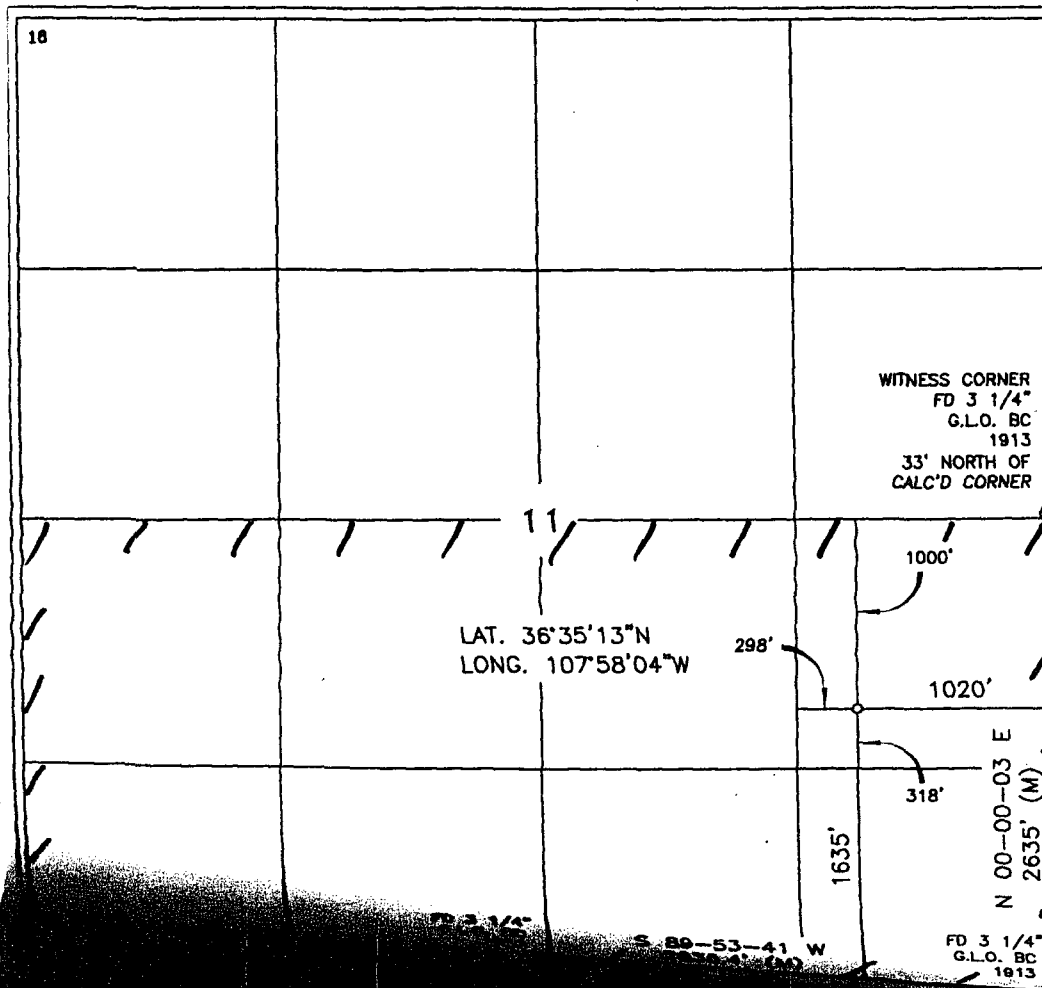 18
WITNESS CORNER
FD 3 1/4"
G.L.O. BC
1913
33' NORTH OF
CALC'D CORNER
11
1000'
LAT. 36°35'13"N
LONG. 107°58'04"W
298'
1020'
318'
1635'
N 00-00-03 E
2635' (M)
FD 3 1/4"
S 89-53-41 W
FD 3 1/4"
G.L.O. BC
1913